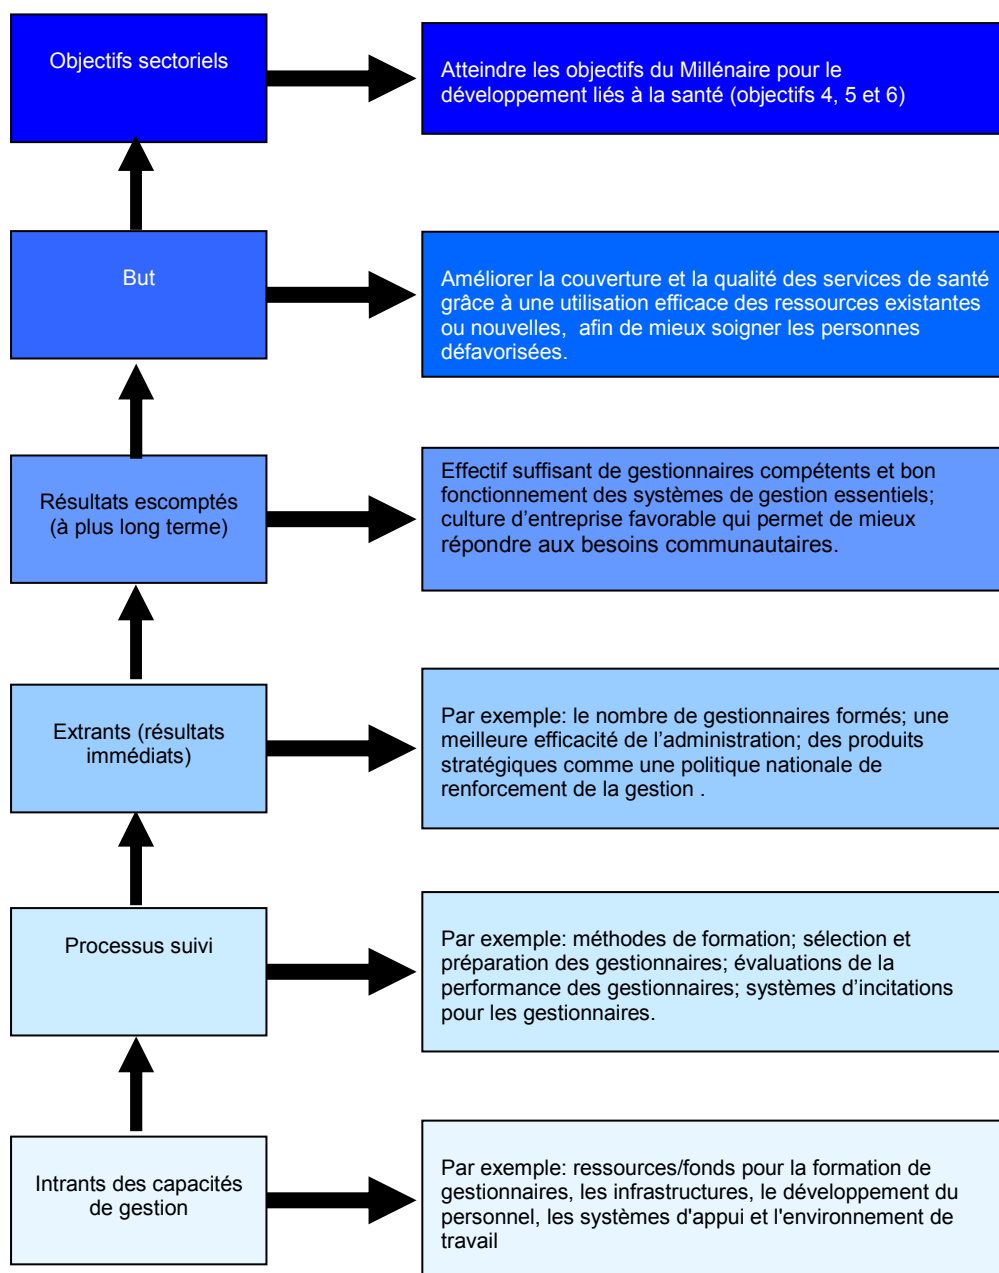 Objectifs sectoriels
Atteindre les objectifs du Millénaire pour le
développement liés à la santé (objectifs 4, 5 et 6)
But
Améliorer la couverture et la qualité des services de santé
grâce à une utilisation efficace des ressources existantes
ou nouvelles, afin de mieux soigner les personnes
défavorisées.
Résultats escomptés
(à plus long terme)
Effectif suffisant de gestionnaires compétents et bon
fonctionnement des systèmes de gestion essentiels;
culture d’entreprise favorable qui permet de mieux
répondre aux besoins communautaires.
Extrants (résultats
immédiats)
Par exemple: le nombre de gestionnaires formés; une
meilleure efficacité de l’administration; des produits
stratégiques comme une politique nationale de
renforcement de la gestion .
Processus suivi
Par exemple: méthodes de formation; sélection et
préparation des gestionnaires; évaluations de la
performance des gestionnaires; systèmes d’incitations
pour les gestionnaires.
Intrants des capacités
de gestion
Par exemple: ressources/fonds pour la formation de
gestionnaires, les infrastructures, le développement du
personnel, les systèmes d'appui et l'environnement de
travail